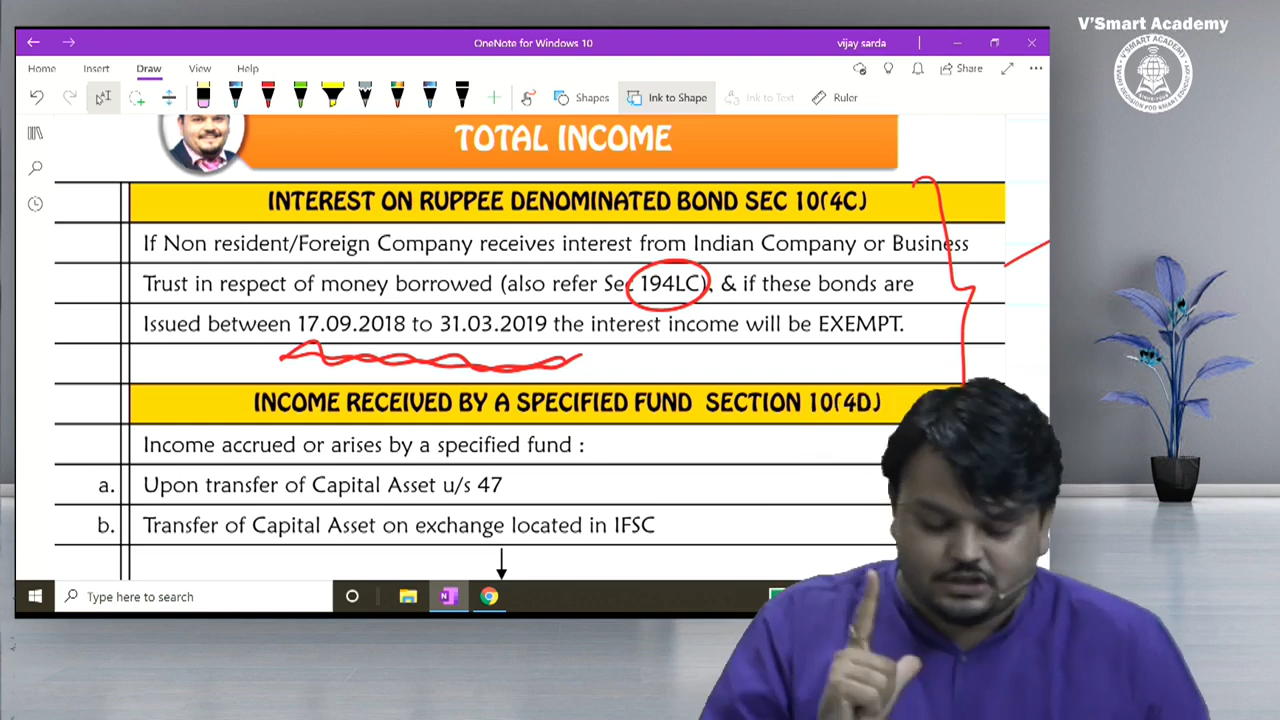 V'Smart Academy
OneNote for Windows 10
vijay sarda
Home Insert Draw View Help
Share
Shapes
Ink to Shape
Ink to Text
Ruler
TOTAL INCOME
INTEREST ON RUPPEE DENOMINATED BOND SEC 10(4C)
If Non resident/Foreign Company receives interest from Indian Company or Business
Trust in respect of money borrowed (also refer Sec 194LC), & if these bonds are
Issued between 17.09.2018 to 31.03.2019 the interest income will be EXEMPT.
INCOME RECEIVED BY A SPECIFIED FUND SECTION 10(4D)
Income accrued or arises by a specified fund :
a. Upon transfer of Capital Asset u/s 47
b. Transfer of Capital Asset on exchange located in IFSC
Type here to search